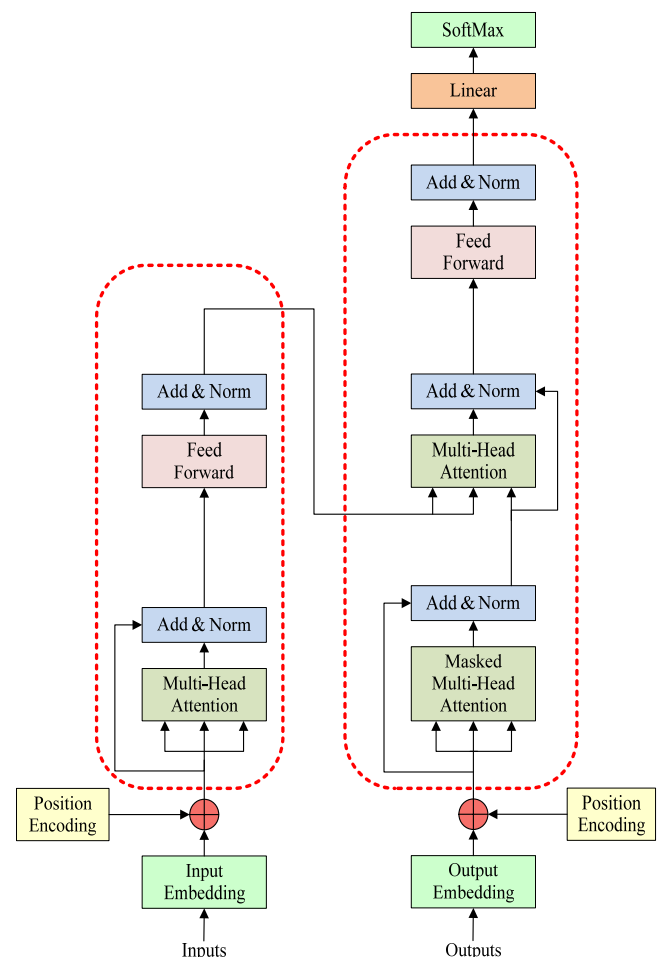 SoftMax
Linear
Add & Norm
Feed
Forward
Add & Norm
Multi-Head
Attention
Add & Norm
Masked
Multi-Head
Attention
Position
Encoding
Output
Embedding
Outputs
Add & Norm
Feed
Forward
Add & Norm
Multi-Head
Attention
Position
Encoding
Input
Embedding
Inputs